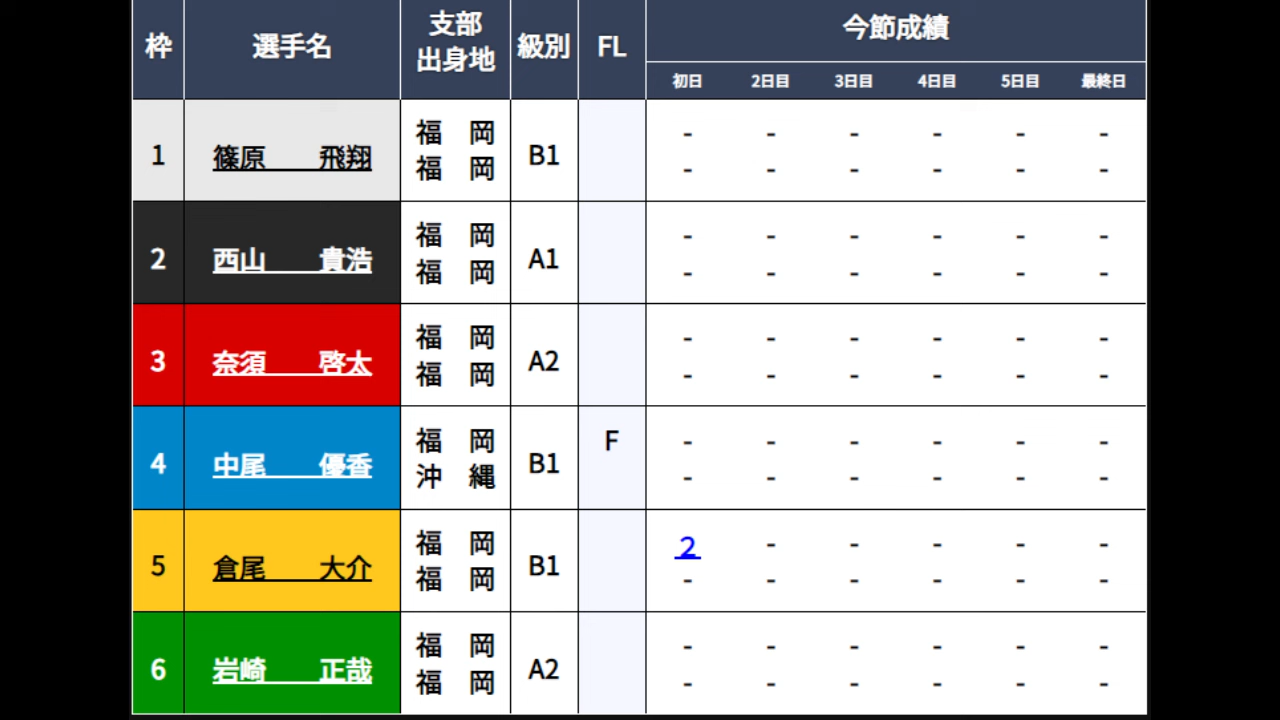 枠 選手名 支部 出身地 級別 FL 今節成績
初日 2日目 3日目 4日目 5日目 最終日
1 篠原 飛翔 福 岡 B1 - - - - - -
福 岡 - - - - - -
2 西山 貴浩 福 岡 A1 - - - - - -
福 岡 - - - - - -
3 奈須 啓太 福 岡 A2 - - - - - -
福 岡 - - - - - -
4 中尾 優香 福 岡 B1 F - - - - - -
沖 縄 - - - - - -
5 倉尾 大介 福 岡 B1 2 - - - - -
福 岡 - - - - - -
6 岩崎 正哉 福 岡 A2 - - - - - -
福 岡 - - - - - -